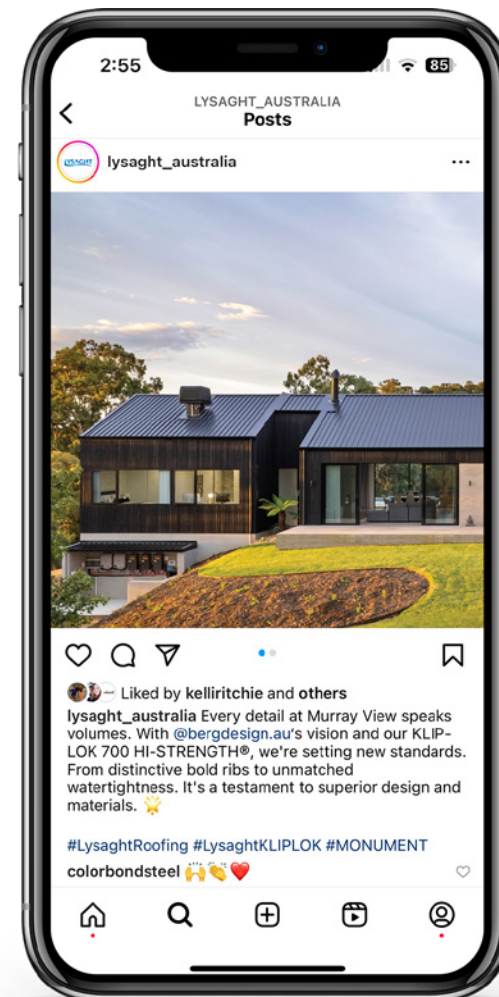 2:55
85
LYSAGHT_AUSTRALIA
Posts
LYSAGHT
lysaght_australia
Liked by kelliritchie and others
lysaght_australia Every detail at Murray View speaks
volumes. With @bergdesign.au's vision and our KLIP-
LOK 700 HI-STRENGTH®, we're setting new standards.
From distinctive bold ribs to unmatched
watertightness. It's a testament to superior design and
materials. 🌟
#LysaghtRoofing #LysaghtKLIPLOK #MONUMENT
colorbondsteel 🙌👏❤️